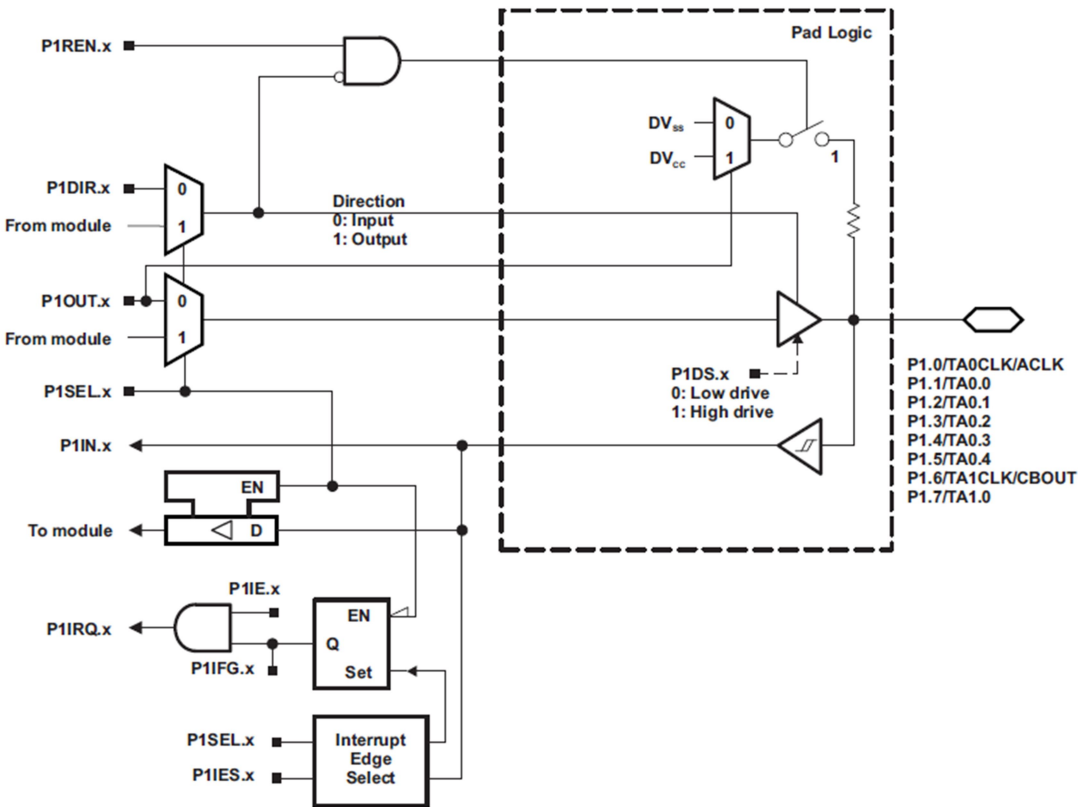 P1REN.x
Pad Logic
DVss
0
DVcc
1
1
P1DIR.x
0
From module
1
Direction
0: Input
1: Output
P1OUT.x
0
From module
1
P1DS.x
0: Low drive
1: High drive
P1SEL.x
P1IN.x
P1.0/TA0CLK/ACLK
P1.1/TA0.0
P1.2/TA0.1
P1.3/TA0.2
P1.4/TA0.3
P1.5/TA0.4
P1.6/TA1CLK/CBOUT
P1.7/TA1.0
EN
To module
D
P1IE.x
P1IRQ.x
EN
Q
Set
P1IFG.x
P1SEL.x
P1IES.x
Interrupt
Edge
Select